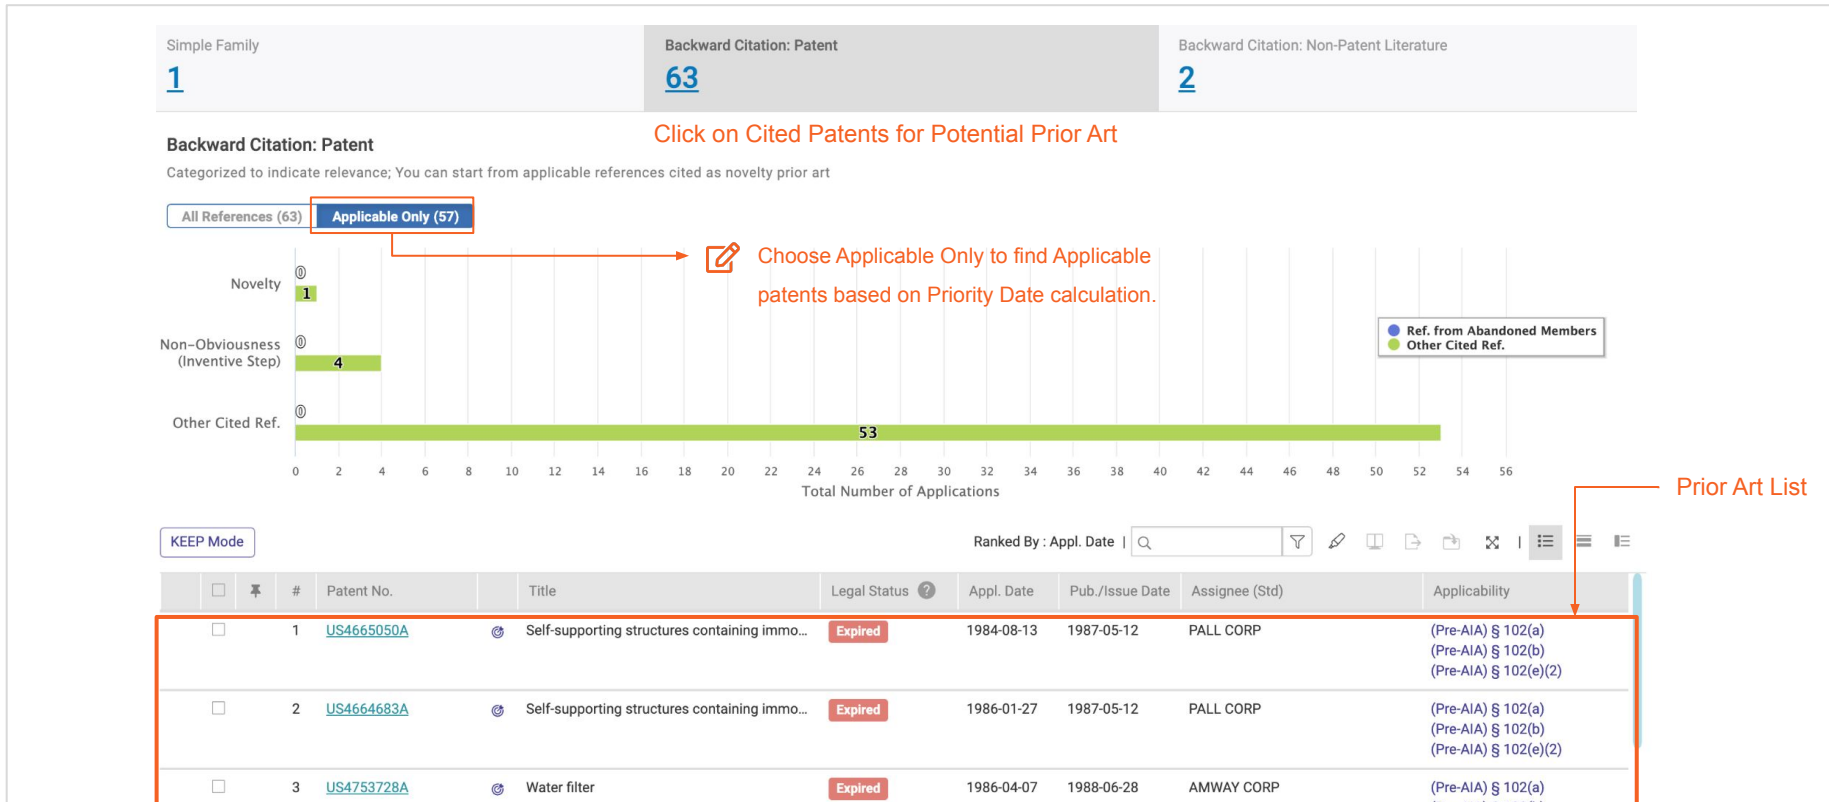 Simple Family
1
Backward Citation: Patent
63
Backward Citation: Non-Patent Literature
2
Click on Cited Patents for Potential Prior Art
Backward Citation: Patent
Categorized to indicate relevance; You can start from applicable references cited as novelty prior art
All References (63)
Applicable Only (57)
Choose Applicable Only to find Applicable
patents based on Priority Date calculation.
Novelty
0
1
Non-Obviousness
(Inventive Step)
0
4
Other Cited Ref.
0
53
Ref. from Abandoned Members
Other Cited Ref.
0 2 4 6 8 10 12 14 16 18 20 22 24 26 28 30 32 34 36 38 40 42 44 46 48 50 52 54 56
Total Number of Applications
Prior Art List
KEEP Mode
Ranked By : Appl. Date |
# Patent No. Title Legal Status ? Appl. Date Pub./Issue Date Assignee (Std) Applicability
1 US4665050A Self-supporting structures containing immo... Expired 1984-08-13 1987-05-12 PALL CORP (Pre-AIA) § 102(a)
(Pre-AIA) § 102(b)
(Pre-AIA) § 102(e)(2)
2 US4664683A Self-supporting structures containing immo... Expired 1986-01-27 1987-05-12 PALL CORP (Pre-AIA) § 102(a)
(Pre-AIA) § 102(b)
(Pre-AIA) § 102(e)(2)
3 US4753728A Water filter Expired 1986-04-07 1988-06-28 AMWAY CORP (Pre-AIA) § 102(a)